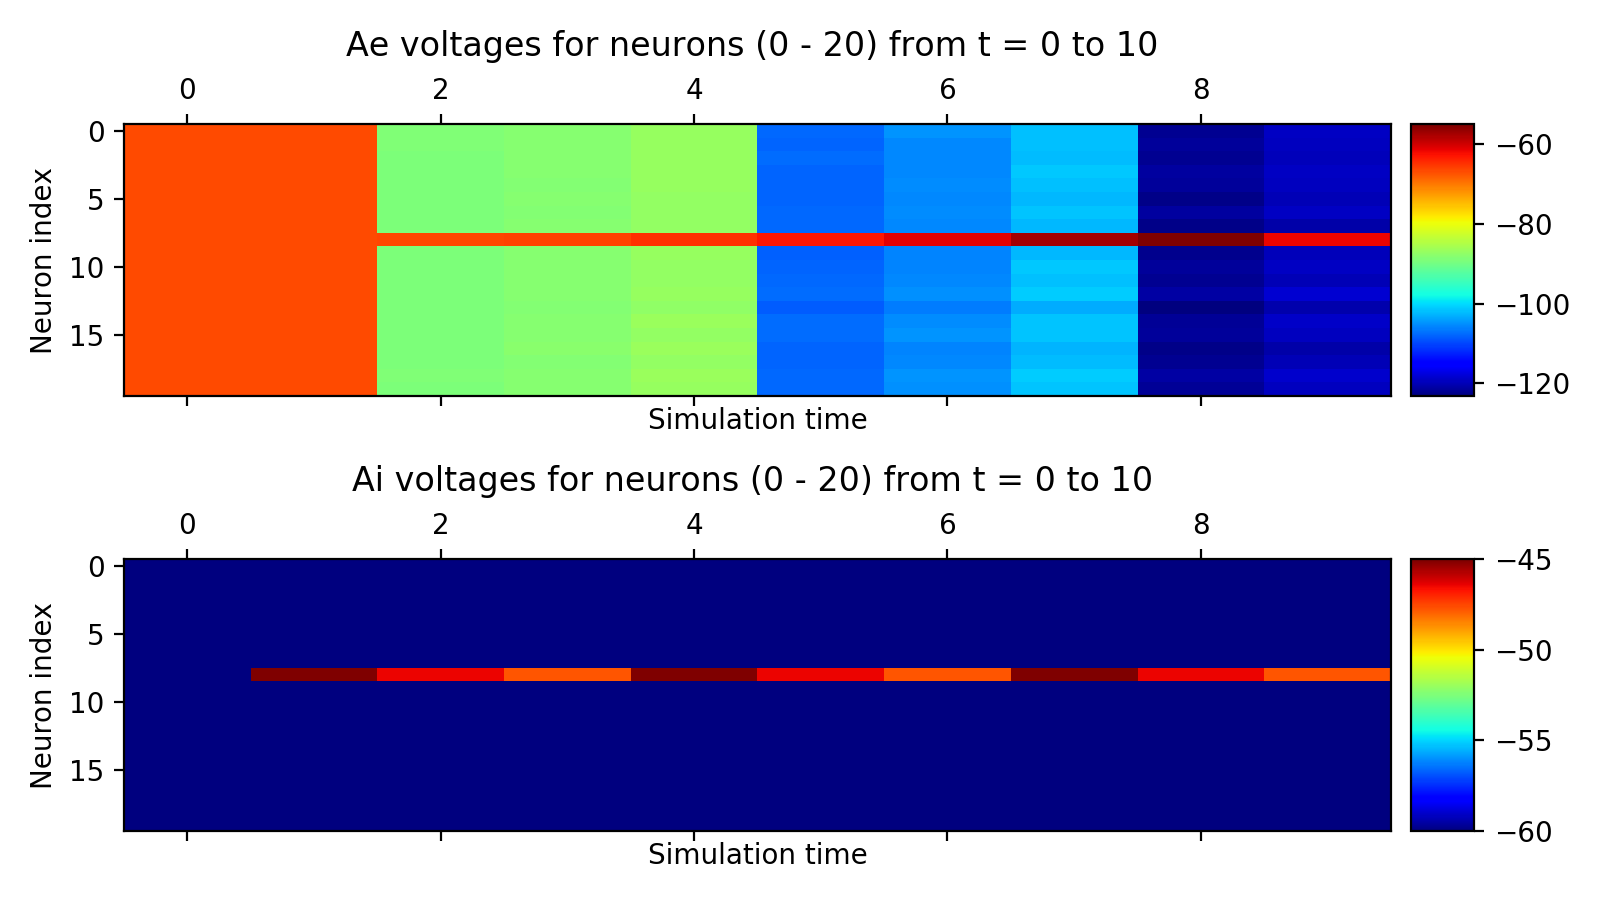 Ae voltages for neurons (0 - 20) from t = 0 to 10
0 2 4 6 8
Neuron index
0
5
10
15
Simulation time
−60
−80
−100
−120
Ai voltages for neurons (0 - 20) from t = 0 to 10
0 2 4 6 8
Neuron index
0
5
10
15
Simulation time
−45
−50
−55
−60